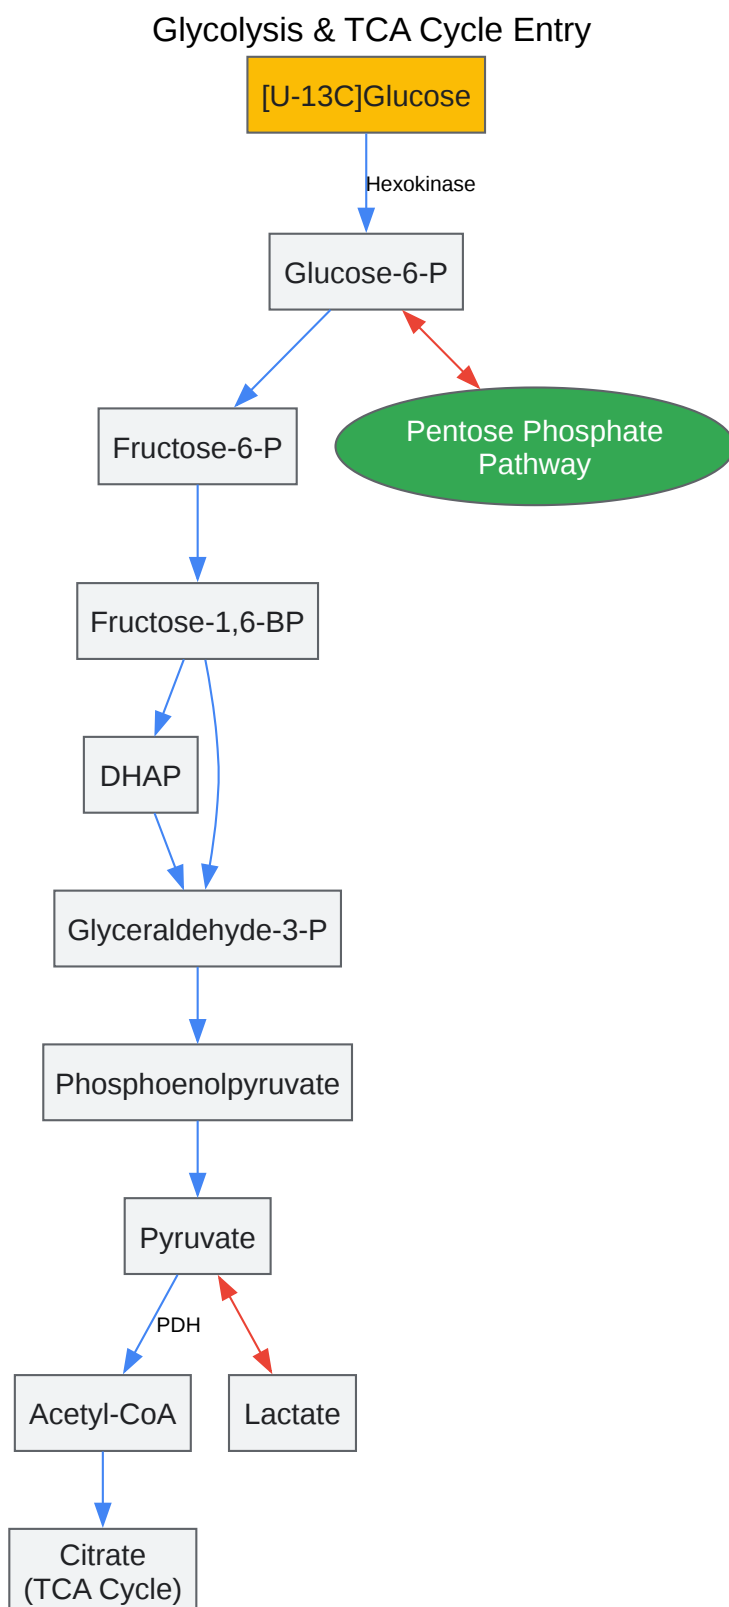 Glycolysis & TCA Cycle Entry
[U-13C]Glucose
Hexokinase
Glucose-6-P
Fructose-6-P
Pentose Phosphate
Pathway
Fructose-1,6-BP
DHAP
Glyceraldehyde-3-P
Phosphoenolpyruvate
Pyruvate
PDH
Acetyl-CoA
Lactate
Citrate
(TCA Cycle)